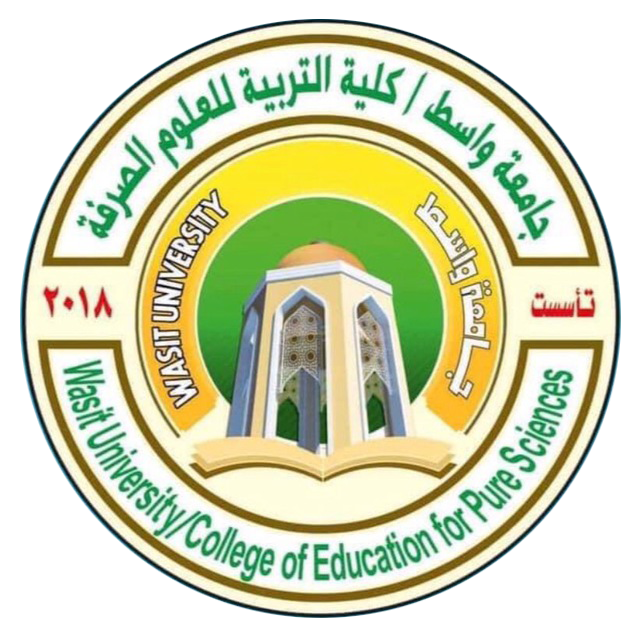 جامعة واسط / كلية التربية للعلوم الصرفة
WASIT UNIVERSITY
جامعة واسط
تأسست
٢٠١٨
Wasit University/College of Education for Pure Sciences